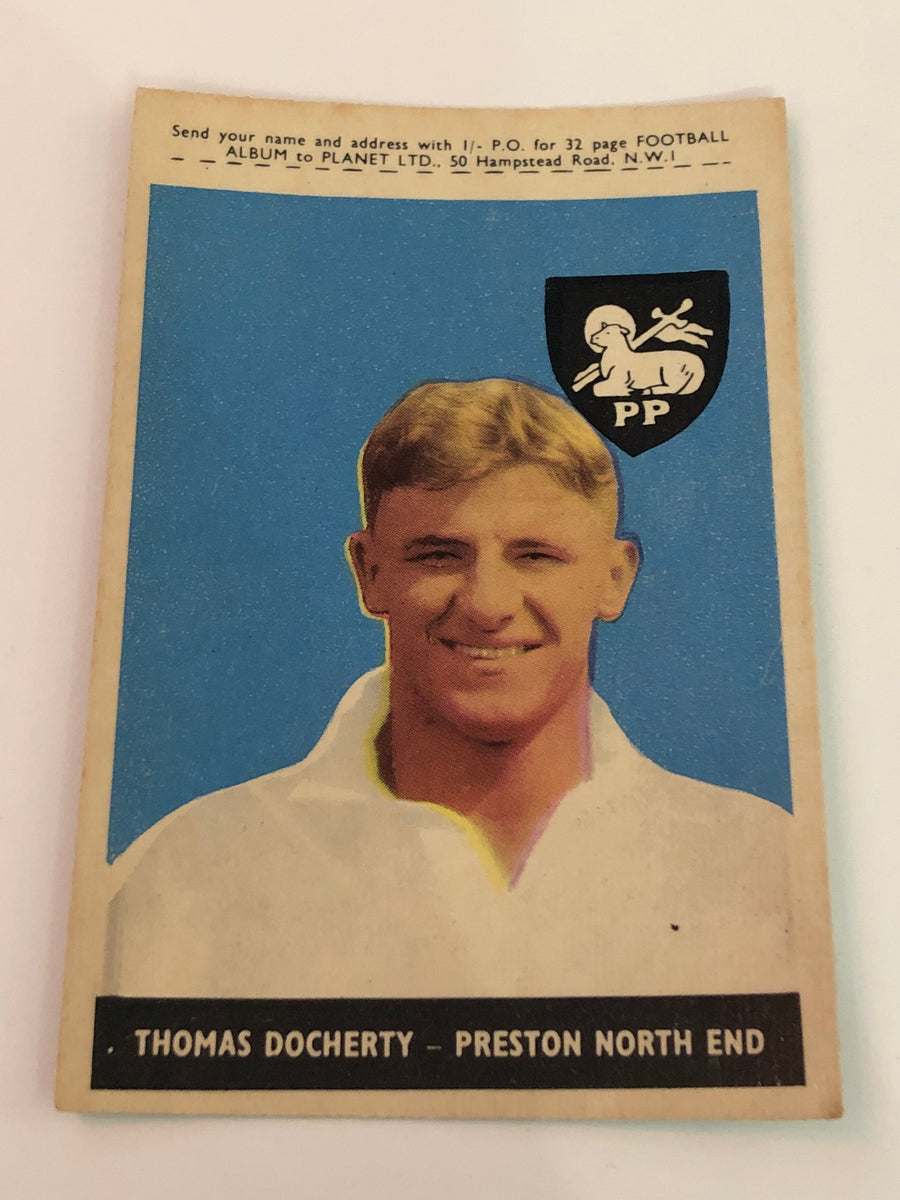 Send your name and address with 1/- P.O. for 32 page FOOTBALL
ALBUM to PLANET LTD., 50 Hampstead Road, N.W.1
PP
THOMAS DOCHERTY – PRESTON NORTH END